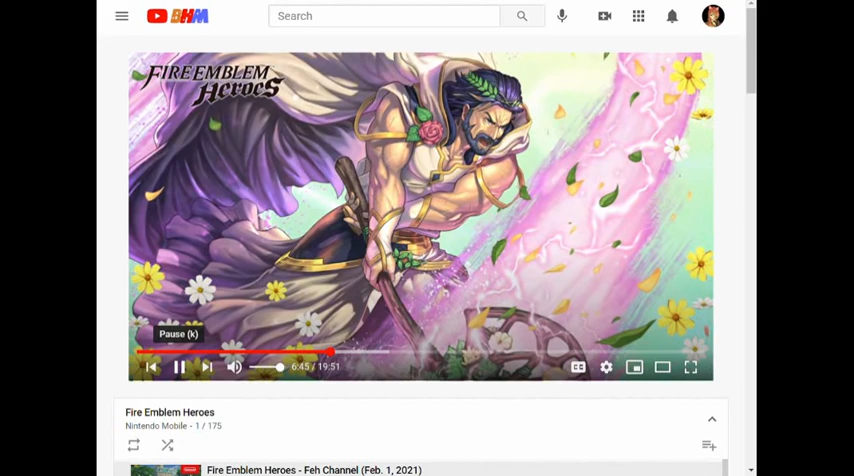 BHM
Search
FIRE EMBLEM
Heroes
Pause (k)
6:45 / 19:51
CC
Fire Emblem Heroes
Nintendo Mobile - 1 / 175
Fire Emblem Heroes - Feh Channel (Feb. 1, 2021)